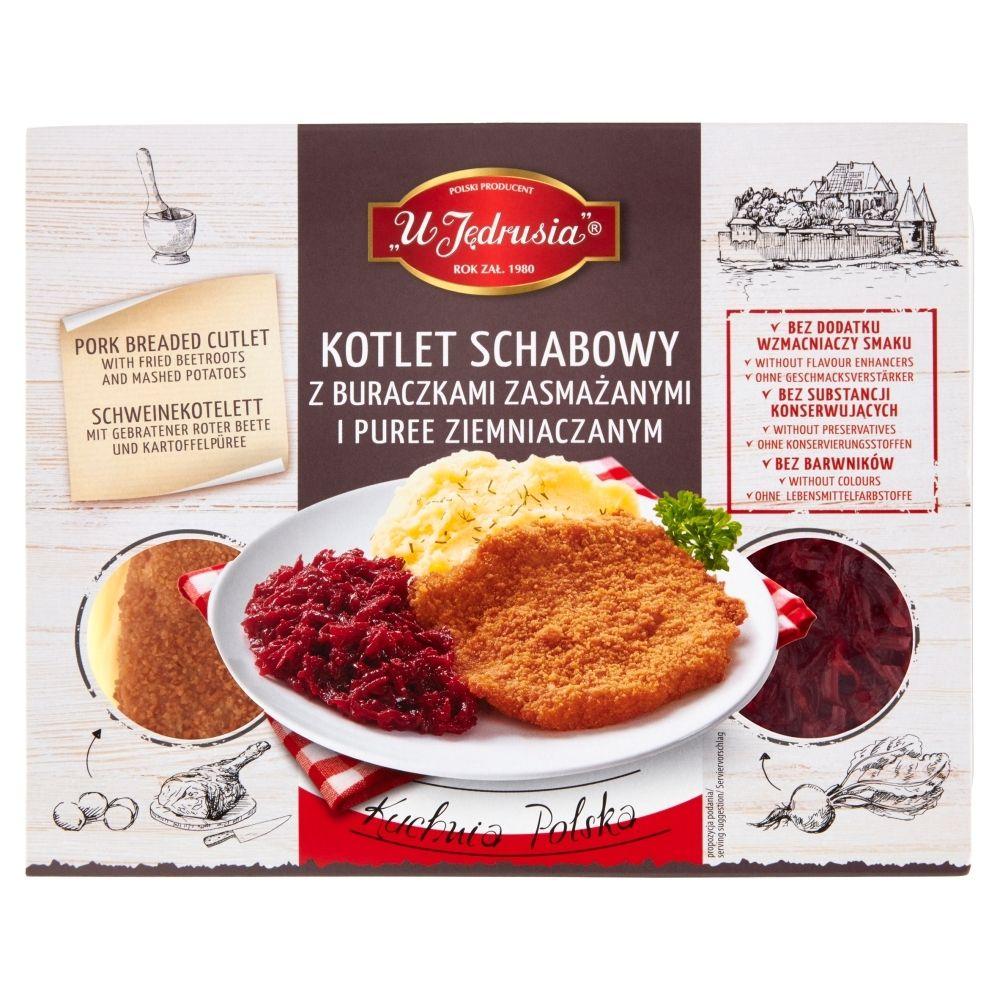 POLSKI PRODUCENT
„U Jędrusia”®
ROK ZAŁ. 1980
KOTLET SCHABOWY
Z BURACZKAMI ZASMAŻANYMI
I PUREE ZIEMNIACZANYM
PORK BREADED CUTLET
WITH FRIED BEETROOTS
AND MASHED POTATOES
SCHWEINEKOTELETT
MIT GEBRATENER ROTER BEETE
UND KARTOFFELPÜREE
✓ BEZ DODATKU
WZMACNIACZY SMAKU
✓ WITHOUT FLAVOUR ENHANCERS
✓ OHNE GESCHMACKSVERSTÄRKER
✓ BEZ SUBSTANCJI
KONSERWUJĄCYCH
✓ WITHOUT PRESERVATIVES
✓ OHNE KONSERVIERUNGSSTOFFEN
✓ BEZ BARWNIKÓW
✓ WITHOUT COLOURS
✓ OHNE LEBENSMITTELFARBSTOFFE
propozycja podania/
serving suggestion/ Serviervorschlag
Kuchnia Polska